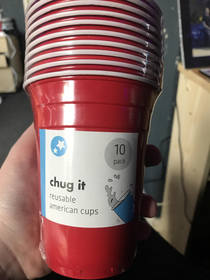 10
pack
chug it
reusable
american cups